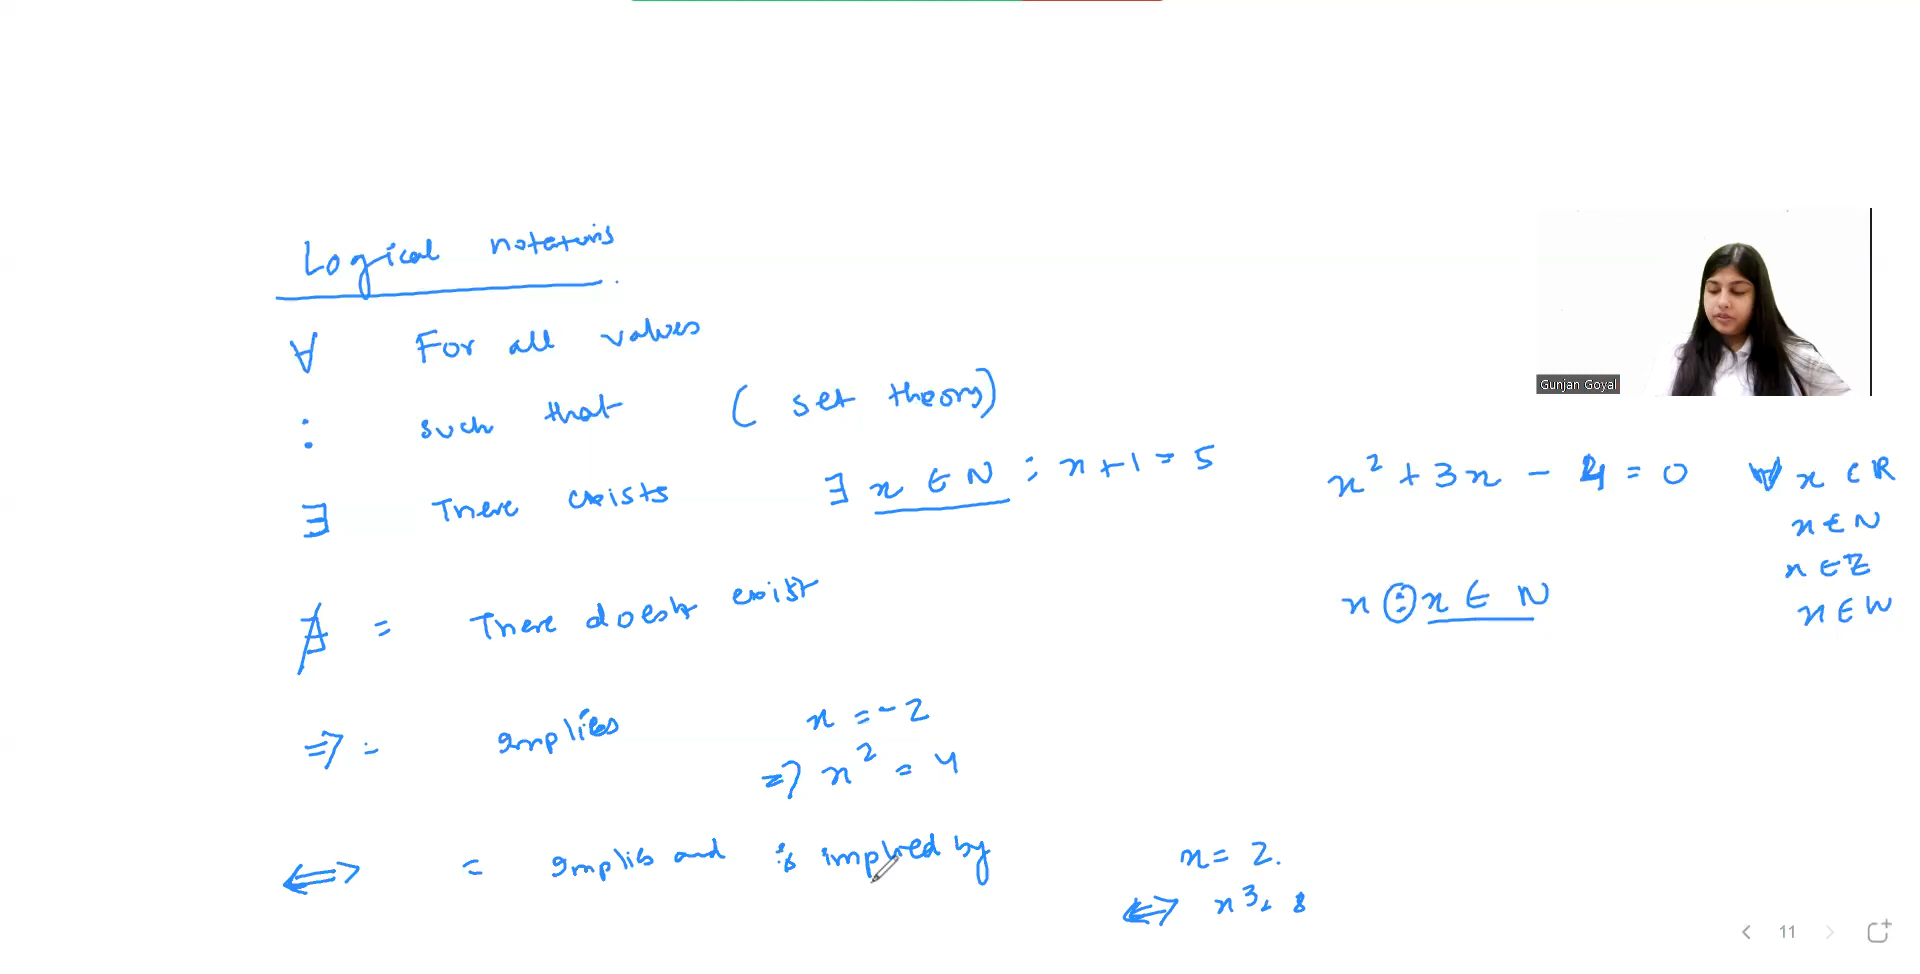 Logical notations
∀ For all values
: such that ( set theory)
∃ There exists ∃ x ∈ N : x+1 = 5
x² + 3x - 4 = 0 ∀ x ∈ R
x ∈ N
x ∈ Z
x ∈ W
x : x ∈ N
∄ = There doesn't exist
⇒ = implies x = -2
⇒ x² = 4
⇔ = implies and is implied by
x = 2.
⇔ x³ = 8
Gunjan Goyal
11